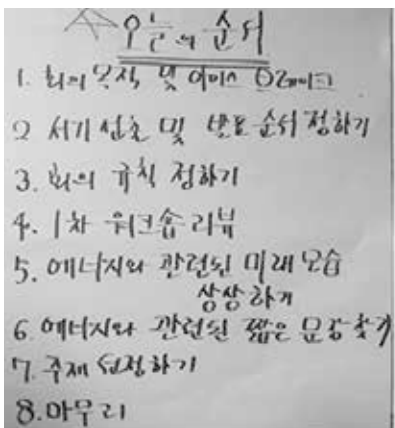 오늘의 순서
1. 회의 목적 및 아이스 브레이크
2 서기 선출 및 발표 순서 정하기
3. 회의 규칙 정하기
4. 1차 워크숍 리뷰
5. 에너지와 관련된 미래 모습
상상하기
6. 에너지와 관련된 짧은 문장 찾기
7. 주제 선정하기
8. 마무리